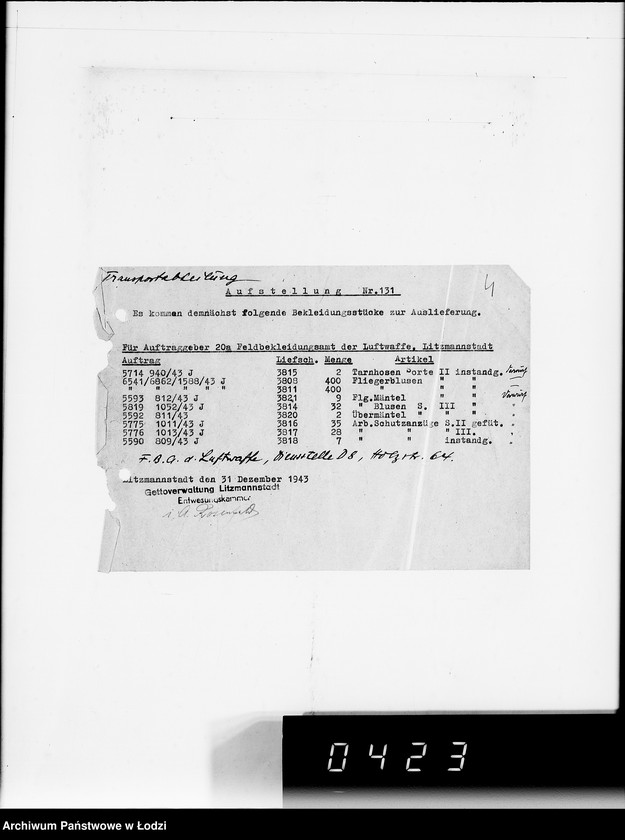 Transportabteilung
4
Aufstellung Nr.131
Es komman demnächst folgende Bekleidungsstücke zur Auslieferung.
Für Auftraggeber 20a Feldbekleidungsamt der Luftwaffe, Litzmannstadt
Auftrag Liefsch. Menge Artikel
5714 940/43 J 3815 2 Tarnhosen Sorte II instandg.
6541/6862/1588/43 J 3808 400 Fliegerblusen " "
" " " " 3811 400 " " "
5593 812/43 J 3821 9 Flg.Mäntel " "
5819 1052/43 J 3814 32 " Blusen S. III " "
5592 811/43 3820 2 Übermäntel " " "
5775 1011/43 J 3816 35 Arb.Schutzanzüge S.II gefüt. "
5776 1013/43 J 3817 28 " " " III. "
5590 809/43 J 3818 7 " " instandg. "
F.B.A. d. Luftwaffe, Dienststelle D8, Holzstr. 64.
Litzmannstadt den 31 Dezember 1943
Gettoverwaltung Litzmannstadt
Entwesungskammer
i. A.
0423
Archiwum Państwowe w Łodzi